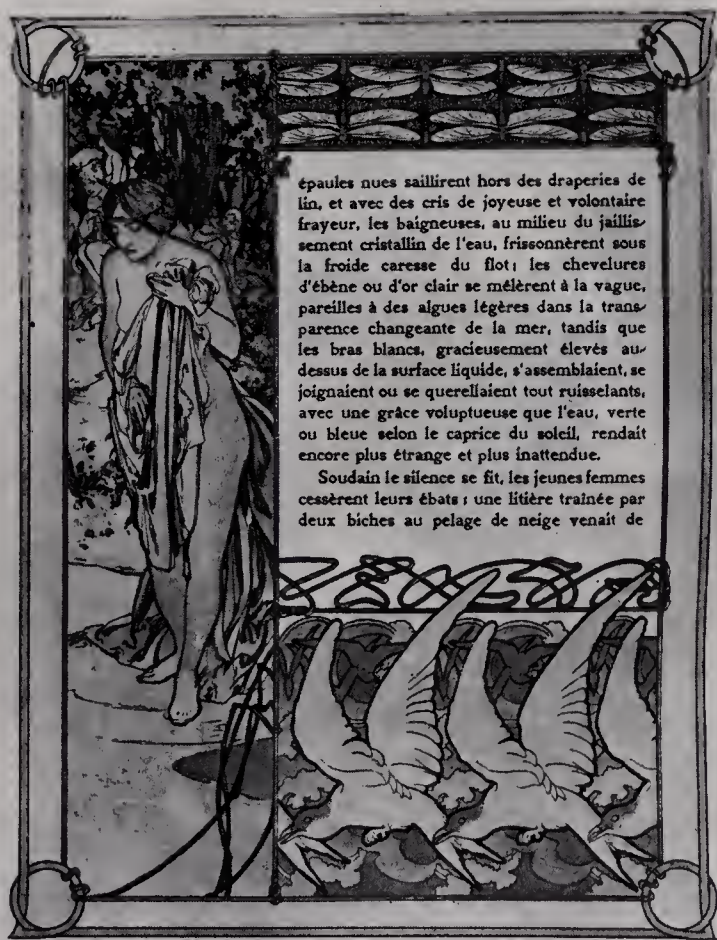 épaules nues saillirent hors des draperies de
lin, et avec des cris de joyeuse et volontaire
frayeur, les baigneuses, au milieu du jaillis-
sement cristallin de l'eau, frissonnèrent sous
la froide caresse du flot; les chevelures
d'ébène ou d'or clair se mêlèrent à la vague,
pareilles à des algues légères dans la trans-
parence changeante de la mer, tandis que
les bras blancs, gracieusement élevés au-
dessus de la surface liquide, s'assemblaient, se
joignaient ou se querellaient tout ruisselants,
avec une grâce voluptueuse que l'eau, verte
ou bleue selon le caprice du soleil, rendait
encore plus étrange et plus inattendue.
Soudain le silence se fit, les jeunes femmes
cessèrent leurs ébats : une litière traînée par
deux biches au pelage de neige venait de